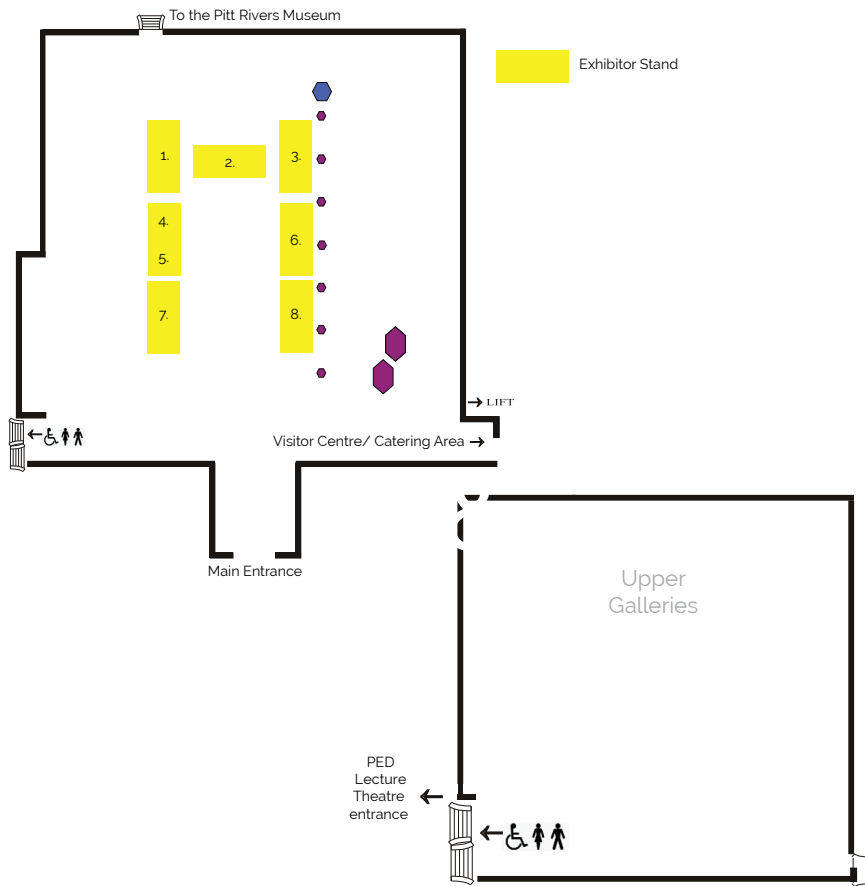 To the Pitt Rivers Museum
Exhibitor Stand
1.
2.
3.
4.
5.
6.
7.
8.
LIFT
Visitor Centre/ Catering Area
Main Entrance
Upper
Galleries
PED
Lecture
Theatre
entrance